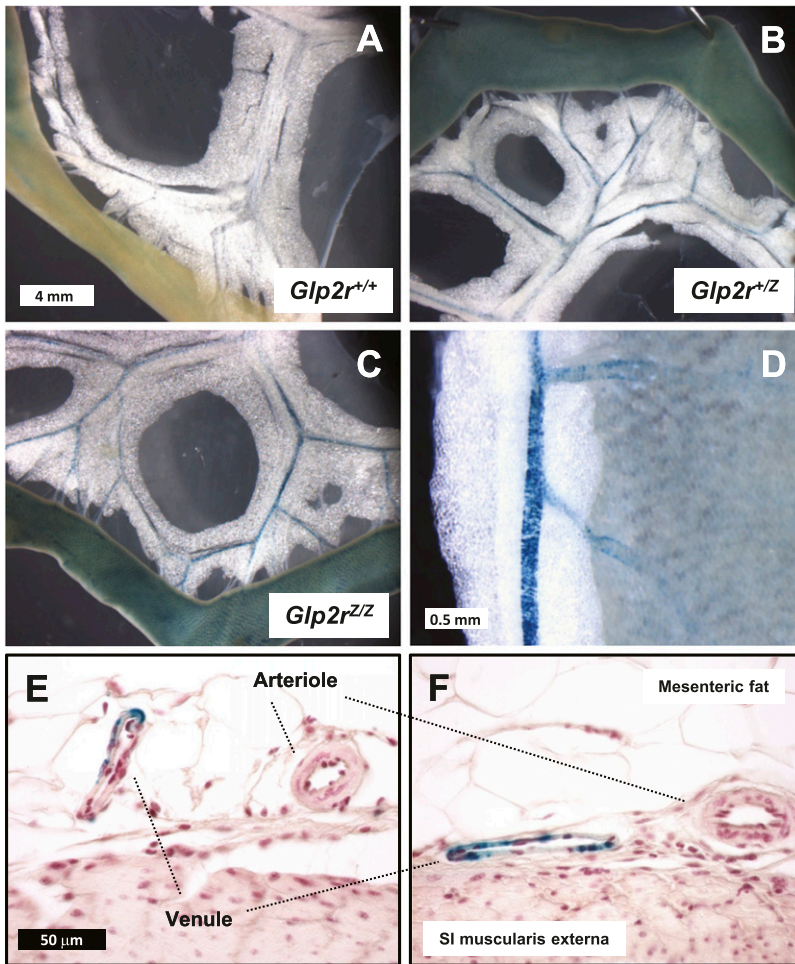 A
4 mm
Glp2r+/+
B
Glp2r+/Z
C
Glp2rZ/Z
D
0.5 mm
E
Arteriole
Venule
50 μm
F
Mesenteric fat
SI muscularis externa